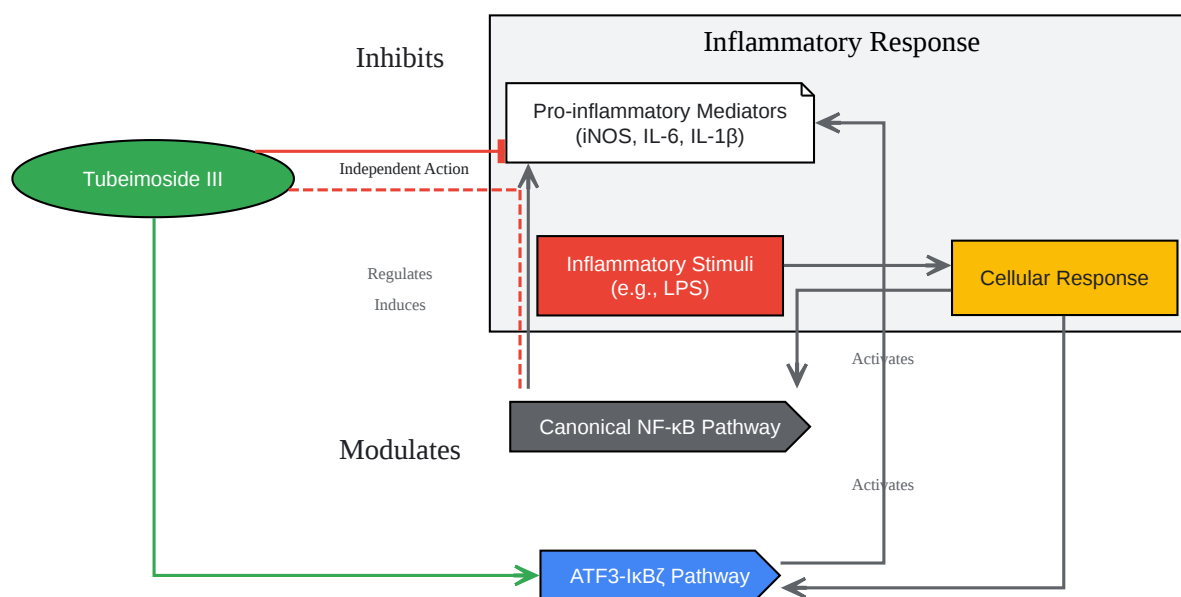 Inflammatory Response
Inhibits
Pro-inflammatory Mediators
(iNOS, IL-6, IL-1β)
Independent Action
Tubeimoside III
Inflammatory Stimuli
(e.g., LPS)
Cellular Response
Regulates
Induces
Activates
Canonical NF-κB Pathway
Modulates
Activates
ATF3-IκBζ Pathway